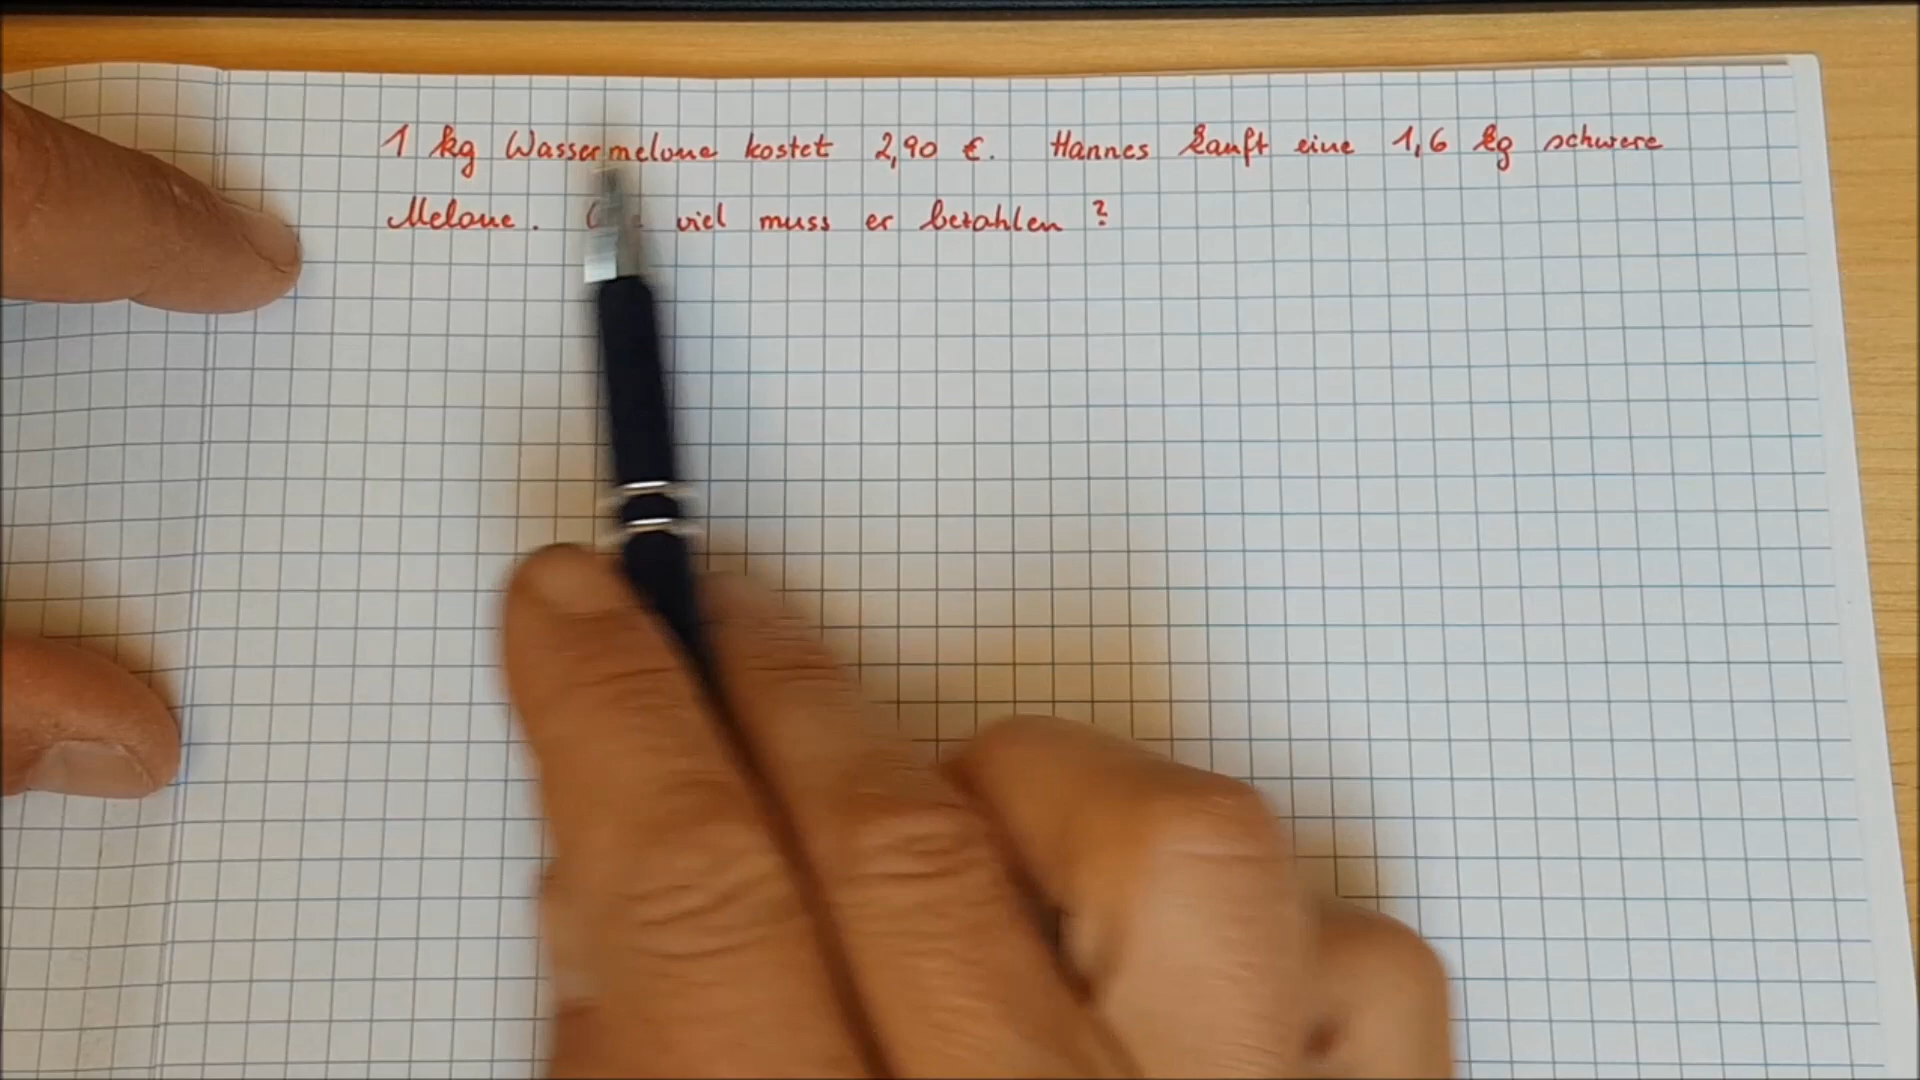 1 kg Wassermelone kostet 2,90 €. Hannes kauft eine 1,6 kg schwere
Melone. viel muss er bezahlen ?